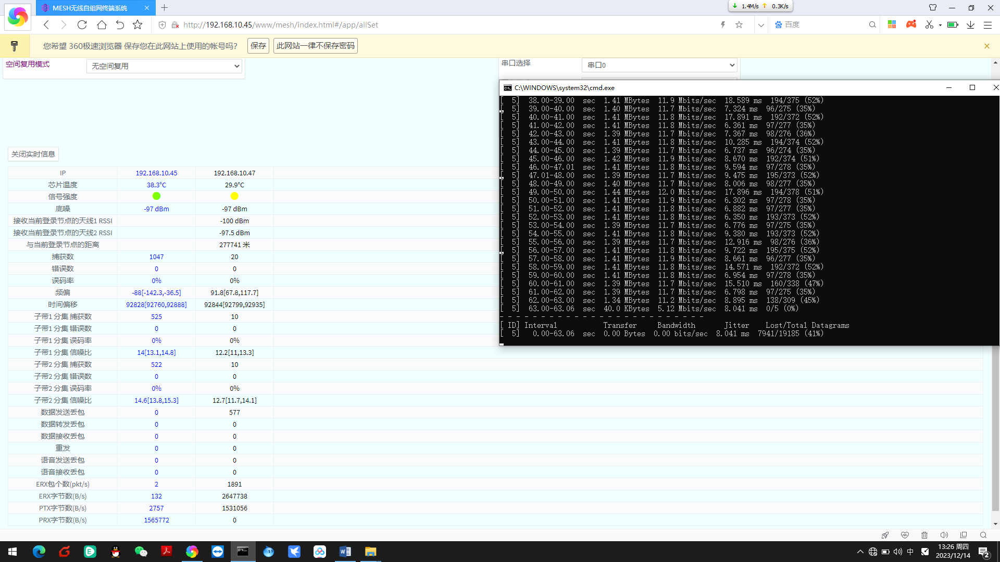 MESH无线自组网终端系统
1.4M/s 0.3K/s
http://192.168.10.45/www/mesh/index.html#/app/allSet
百度
您希望 360极速浏览器 保存您在此网站上使用的帐号吗? 保存 此网站一律不保存密码
空间复用模式 无空间复用
串口选择 串口0
关闭实时信息
IP 192.168.10.45 192.168.10.47
芯片温度 38.3°C 29.9°C
信号强度
底噪 -97 dBm -97 dBm
接收当前登录节点的天线1 RSSI -100 dBm
接收当前登录节点的天线2 RSSI -97.5 dBm
与当前登录节点的距离 277741 米
捕获数 1047 20
错误数 0 0
误码率 0% 0%
频偏 -88[-142.3,-36.5] 91.8[67.8,117.7]
时间偏移 92828[92760,92888] 92844[92799,92935]
子带1 分集 捕获数 525 10
子带1 分集 错误数 0 0
子带1 分集 误码率 0% 0%
子带1 分集 信噪比 14[13.1,14.8] 12.2[11,13.3]
子带2 分集 捕获数 522 10
子带2 分集 错误数 0 0
子带2 分集 误码率 0% 0%
子带2 分集 信噪比 14.6[13.8,15.3] 12.7[11.7,14.1]
数据发送丢包 0 577
数据转发丢包 0 0
数据接收丢包 0 0
重发 0 0
语音发送丢包 0 0
语音接收丢包 0 0
ERX包个数(pkt/s) 2 1891
ERX字节数(B/s) 132 2647738
PTX字节数(B/s) 2757 1531056
PRX字节数(B/s) 1565772 0
C:\WINDOWS\system32\cmd.exe
[ 5] 38.00-39.00 sec 1.41 MBytes 11.9 Mbits/sec 18.589 ms 194/375 (52%)
[ 5] 39.00-40.00 sec 1.40 MBytes 11.7 Mbits/sec 7.324 ms 96/275 (35%)
[ 5] 40.00-41.00 sec 1.41 MBytes 11.8 Mbits/sec 17.891 ms 192/372 (52%)
[ 5] 41.00-42.00 sec 1.41 MBytes 11.8 Mbits/sec 6.361 ms 97/277 (35%)
[ 5] 42.00-43.00 sec 1.39 MBytes 11.7 Mbits/sec 7.367 ms 98/276 (36%)
[ 5] 43.00-44.00 sec 1.41 MBytes 11.8 Mbits/sec 10.285 ms 194/374 (52%)
[ 5] 44.00-45.00 sec 1.39 MBytes 11.7 Mbits/sec 6.737 ms 96/274 (35%)
[ 5] 45.00-46.00 sec 1.42 MBytes 11.9 Mbits/sec 8.670 ms 192/374 (51%)
[ 5] 46.00-47.01 sec 1.41 MBytes 11.8 Mbits/sec 9.594 ms 97/278 (35%)
[ 5] 47.01-48.00 sec 1.39 MBytes 11.7 Mbits/sec 9.475 ms 195/373 (52%)
[ 5] 48.00-49.00 sec 1.40 MBytes 11.7 Mbits/sec 8.006 ms 98/277 (35%)
[ 5] 49.00-50.00 sec 1.44 MBytes 12.0 Mbits/sec 17.896 ms 194/378 (51%)
[ 5] 50.00-51.00 sec 1.41 MBytes 11.9 Mbits/sec 6.302 ms 97/278 (35%)
[ 5] 51.00-52.00 sec 1.41 MBytes 11.8 Mbits/sec 6.882 ms 97/277 (35%)
[ 5] 52.00-53.00 sec 1.41 MBytes 11.8 Mbits/sec 6.350 ms 193/373 (52%)
[ 5] 53.00-54.00 sec 1.39 MBytes 11.7 Mbits/sec 6.776 ms 97/275 (35%)
[ 5] 54.00-55.00 sec 1.41 MBytes 11.8 Mbits/sec 9.380 ms 193/373 (52%)
[ 5] 55.00-56.00 sec 1.39 MBytes 11.7 Mbits/sec 12.916 ms 98/276 (36%)
[ 5] 56.00-57.00 sec 1.41 MBytes 11.8 Mbits/sec 9.722 ms 195/375 (52%)
[ 5] 57.00-58.00 sec 1.41 MBytes 11.9 Mbits/sec 8.661 ms 96/277 (35%)
[ 5] 58.00-59.00 sec 1.41 MBytes 11.8 Mbits/sec 14.571 ms 192/372 (52%)
[ 5] 59.00-60.00 sec 1.41 MBytes 11.8 Mbits/sec 6.954 ms 97/278 (35%)
[ 5] 60.00-61.00 sec 1.39 MBytes 11.7 Mbits/sec 15.510 ms 160/338 (47%)
[ 5] 61.00-62.00 sec 1.39 MBytes 11.7 Mbits/sec 6.798 ms 97/275 (35%)
[ 5] 62.00-63.00 sec 1.34 MBytes 11.2 Mbits/sec 8.895 ms 138/309 (45%)
[ 5] 63.00-63.06 sec 40.0 KBytes 5.12 Mbits/sec 8.041 ms 0/5 (0%)
- - - - - - - - - - - - - - - - - - - - - - - - -
[ ID] Interval Transfer Bandwidth Jitter Lost/Total Datagrams
[ 5] 0.00-63.06 sec 0.00 Bytes 0.00 bits/sec 8.041 ms 7941/19185 (41%)
中
13:26 周四
2023/12/14
2